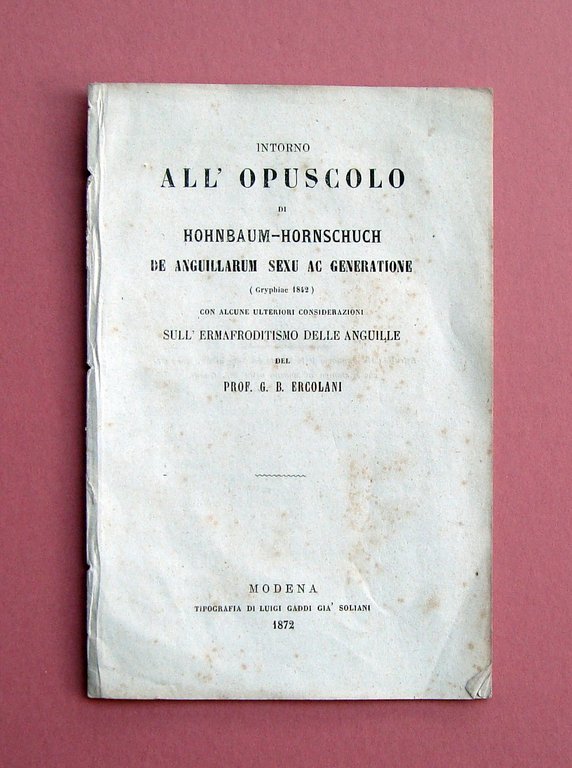 INTORNO
ALL' OPUSCOLO
DI
HOHNBAUM-HORNSCHUCH
DE ANGUILLARUM SEXU AC GENERATIONE
( Gryphiae 1842 )
CON ALCUNE ULTERIORI CONSIDERAZIONI
SULL' ERMAFRODITISMO DELLE ANGUILLE
DEL
PROF. G. B. ERCOLANI
MODENA
TIPOGRAFIA DI LUIGI GADDI GIA' SOLIANI
1872